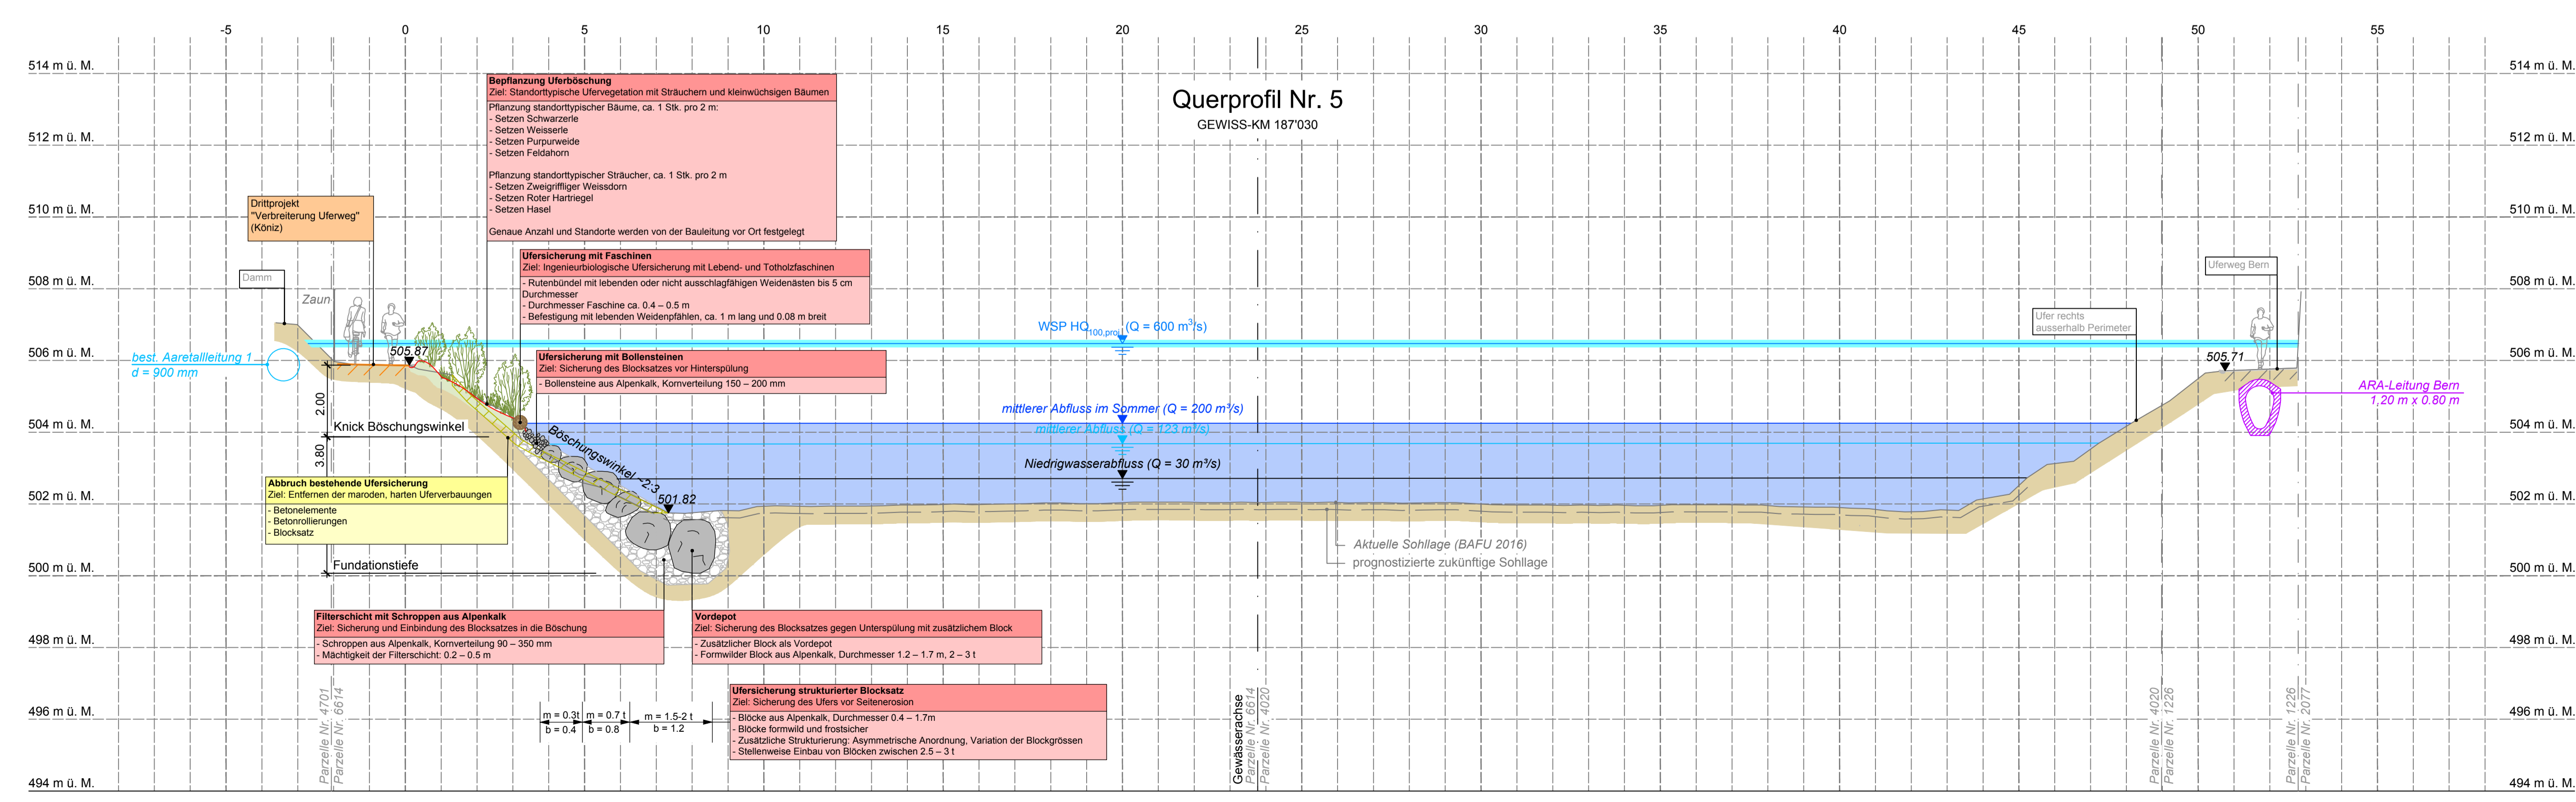 -5 0 5 10 15 20 25 30 35 40 45 50 55
514 m ü. M. 514 m ü. M.
512 m ü. M. 512 m ü. M.
510 m ü. M. 510 m ü. M.
508 m ü. M. 508 m ü. M.
506 m ü. M. 506 m ü. M.
504 m ü. M. 504 m ü. M.
502 m ü. M. 502 m ü. M.
500 m ü. M. 500 m ü. M.
498 m ü. M. 498 m ü. M.
496 m ü. M. 496 m ü. M.
494 m ü. M. 494 m ü. M.
Querprofil Nr. 5
GEWISS-KM 187'030
Bepflanzung Uferböschung
Ziel: Standorttypische Ufervegetation mit Sträuchern und kleinwüchsigen Bäumen
Pflanzung standorttypischer Bäume, ca. 1 Stk. pro 2 m:
- Setzen Schwarzerle
- Setzen Weisserle
- Setzen Purpurweide
- Setzen Feldahorn
Pflanzung standorttypischer Sträucher, ca. 1 Stk. pro 2 m
- Setzen Zweigriffliger Weissdorn
- Setzen Roter Hartriegel
- Setzen Hasel
Genaue Anzahl und Standorte werden von der Bauleitung vor Ort festgelegt
Drittprojekt
"Verbreiterung Uferweg"
(Köniz)
Damm
Zaun
Ufersicherung mit Faschinen
Ziel: Ingenieurbiologische Ufersicherung mit Lebend- und Totholzfaschinen
- Rutenbündel mit lebenden oder nicht ausschlagfähigen Weidenästen bis 5 cm
Durchmesser
- Durchmesser Faschine ca. 0.4 – 0.5 m
- Befestigung mit lebenden Weidenpfählen, ca. 1 m lang und 0.08 m breit
Ufersicherung mit Bollensteinen
Ziel: Sicherung des Blocksatzes vor Hinterspülung
- Bollensteine aus Alpenkalk, Kornverteilung 150 – 200 mm
best. Aaretalleitung 1
d = 900 mm
505.87
2.00
3.80
Knick Böschungswinkel
Böschungswinkel ~2:3
501.82
Abbruch bestehende Ufersicherung
Ziel: Entfernen der maroden, harten Uferverbauungen
- Betonelemente
- Betonrollierungen
- Blocksatz
Fundationstiefe
WSP HQ100,proj. (Q = 600 m³/s)
mittlerer Abfluss im Sommer (Q = 200 m³/s)
mittlerer Abfluss (Q = 123 m³/s)
Niedrigwasserabfluss (Q = 30 m³/s)
Aktuelle Sohllage (BAFU 2016)
prognostizierte zukünftige Sohllage
Uferweg Bern
Ufer rechts
ausserhalb Perimeter
505.71
ARA-Leitung Bern
1.20 m x 0.80 m
Filterschicht mit Schroppen aus Alpenkalk
Ziel: Sicherung und Einbindung des Blocksatzes in die Böschung
- Schroppen aus Alpenkalk, Kornverteilung 90 – 350 mm
- Mächtigkeit der Filterschicht: 0.2 – 0.5 m
Vordepot
Ziel: Sicherung des Blocksatzes gegen Unterspülung mit zusätzlichem Block
- Zusätzlicher Block als Vordepot
- Formwilder Block aus Alpenkalk, Durchmesser 1.2 – 1.7 m, 2 – 3 t
Ufersicherung strukturierter Blocksatz
Ziel: Sicherung des Ufers vor Seitenerosion
- Blöcke aus Alpenkalk, Durchmesser 0.4 – 1.7m
- Blöcke formwild und frostsicher
- Zusätzliche Strukturierung: Asymmetrische Anordnung, Variation der Blockgrössen
- Stellenweise Einbau von Blöcken zwischen 2.5 – 3 t
m = 0.3t m = 0.7 t m = 1.5-2 t
b = 0.4 b = 0.8 b = 1.2
Parzelle Nr. 4701
Parzelle Nr. 6614
Gewässerachse
Parzelle Nr. 6614
Parzelle Nr. 4020
Parzelle Nr. 4020
Parzelle Nr. 1226
Parzelle Nr. 1226
Parzelle Nr. 2077